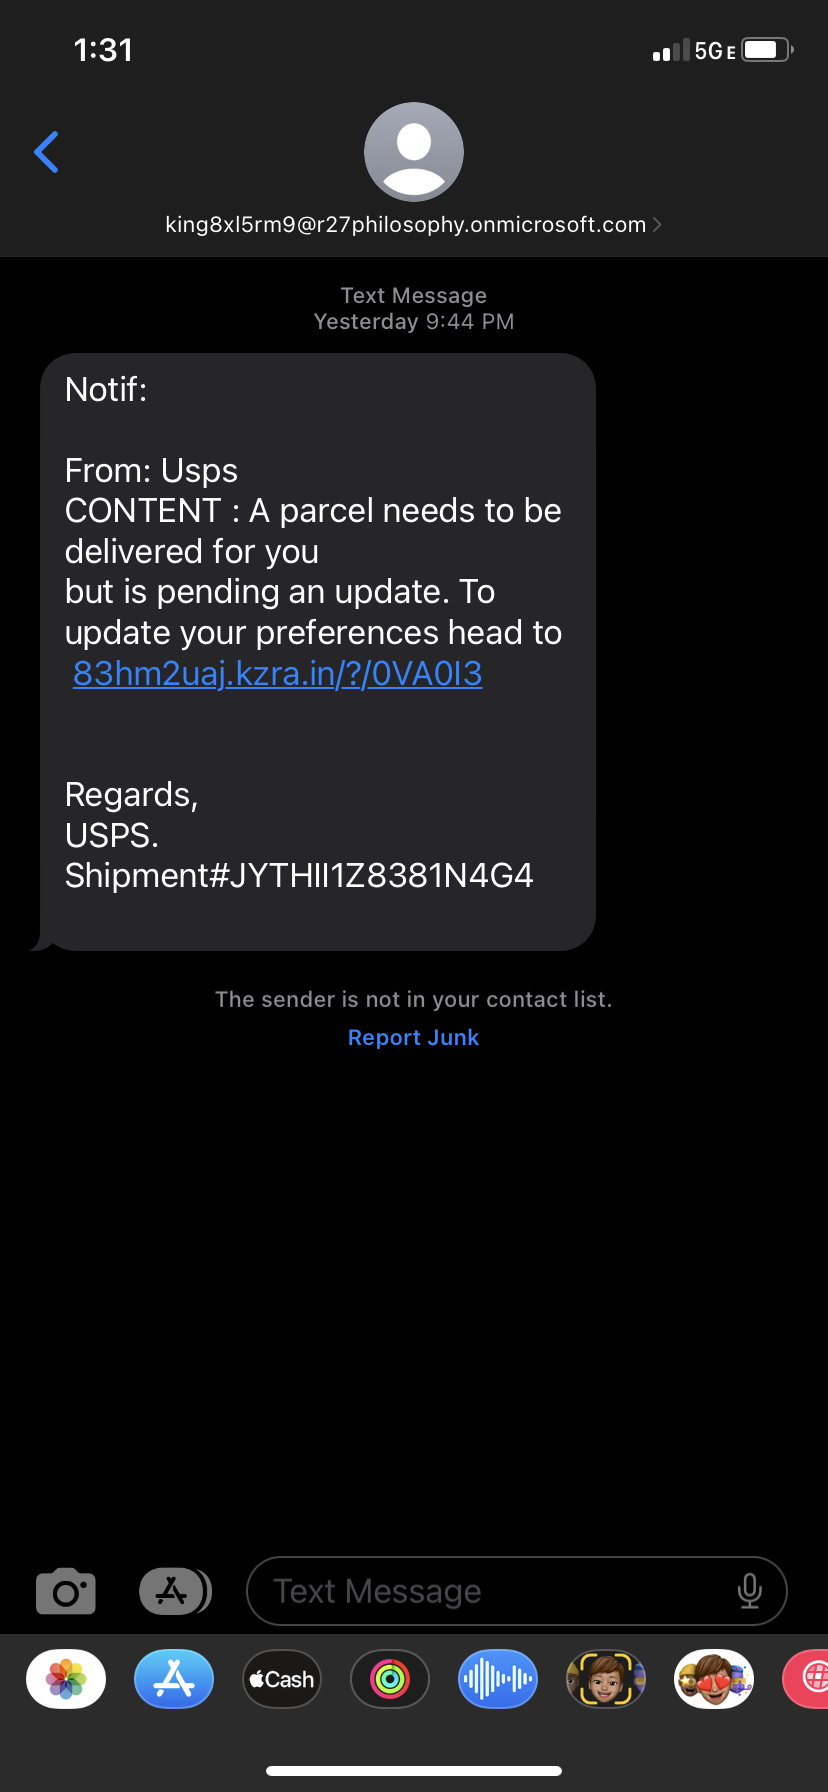 1:31
5G E
king8xl5rm9@r27philosophy.onmicrosoft.com
Text Message
Yesterday 9:44 PM
Notif:
From: Usps
CONTENT : A parcel needs to be
delivered for you
but is pending an update. To
update your preferences head to
83hm2uaj.kzra.in/?/0VA0I3
Regards,
USPS.
Shipment#JYTHII1Z8381N4G4
The sender is not in your contact list.
Report Junk
Text Message
Cash